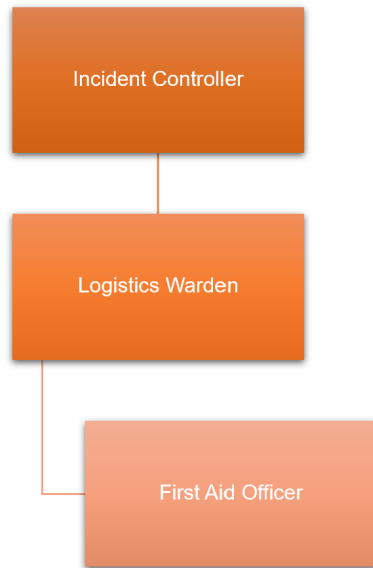 Incident Controller
Logistics Warden
First Aid Officer